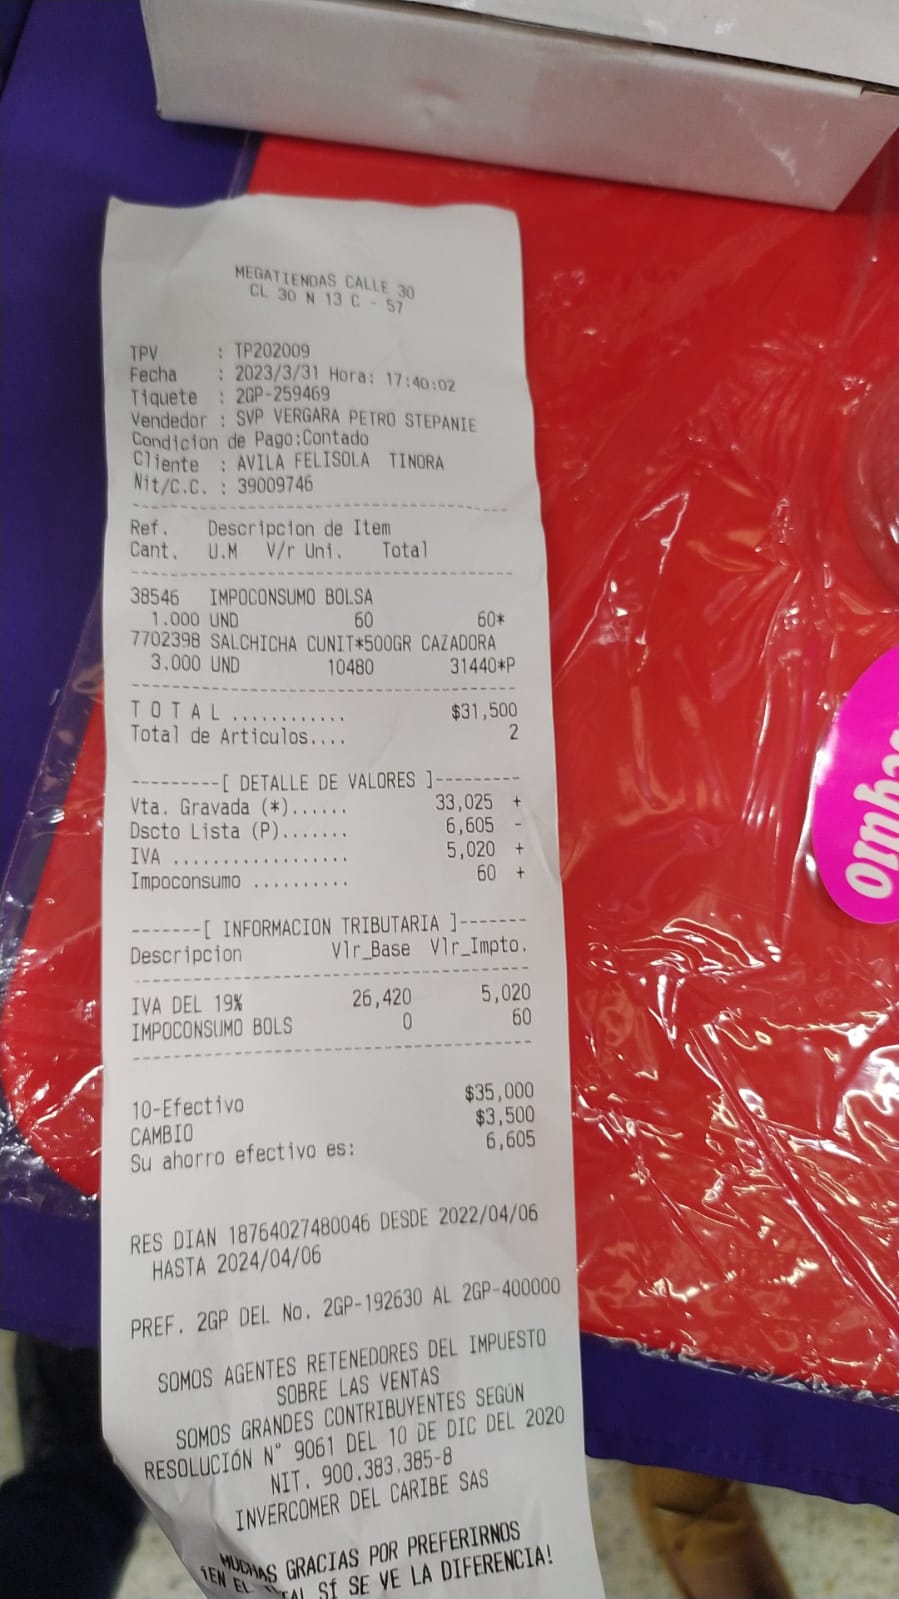 MEGATIENDAS CALLE 30
CL 30 N 13 C - 57
TPV : TP202009
Fecha : 2023/3/31 Hora: 17:40:02
Tiquete : 2GP-259469
Vendedor : SVP VERGARA PETRO STEPANIE
Condicion de Pago:Contado
Cliente : AVILA FELISOLA TINORA
Nit/C.C. : 39009746
Ref. Descripcion de Item
Cant. U.M V/r Uni. Total
38546 IMPOCONSUMO BOLSA
1.000 UND 60 60*
7702398 SALCHICHA CUNIT*500GR CAZADORA
3.000 UND 10480 31440*P
T O T A L ............ $31,500
Total de Articulos.... 2
---------[ DETALLE DE VALORES ]---------
Vta. Gravada (*)...... 33,025 +
Dscto Lista (P)....... 6,605 -
IVA .................. 5,020 +
Impoconsumo .......... 60 +
-------[ INFORMACION TRIBUTARIA ]-------
Descripcion Vlr_Base Vlr_Impto.
IVA DEL 19% 26,420 5,020
IMPOCONSUMO BOLS 0 60
10-Efectivo $35,000
CAMBIO $3,500
Su ahorro efectivo es: 6,605
RES DIAN 18764027480046 DESDE 2022/04/06
HASTA 2024/04/06
PREF. 2GP DEL No. 2GP-192630 AL 2GP-400000
SOMOS AGENTES RETENEDORES DEL IMPUESTO
SOBRE LAS VENTAS
SOMOS GRANDES CONTRIBUYENTES SEGÚN
RESOLUCIÓN N° 9061 DEL 10 DE DIC DEL 2020
NIT. 900.383.385-8
INVERCOMER DEL CARIBE SAS
MUCHAS GRACIAS POR PREFERIRNOS
¡EN EL SÍ SE VE LA DIFERENCIA!